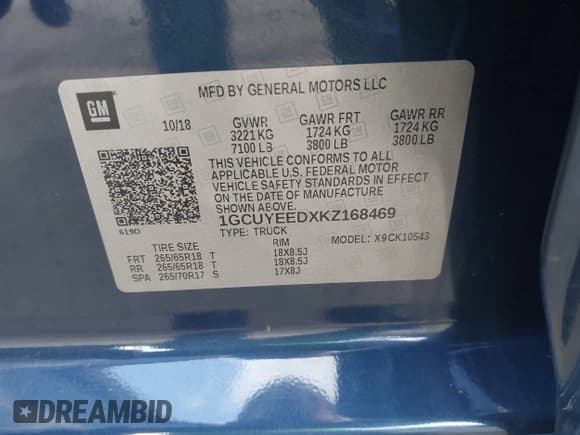 MFD BY GENERAL MOTORS LLC
GM
10/18
GVWR GAWR FRT GAWR RR
3221 KG 1724 KG 1724 KG
7100 LB 3800 LB 3800 LB
THIS VEHICLE CONFORMS TO ALL
APPLICABLE U.S. FEDERAL MOTOR
VEHICLE SAFETY STANDARDS IN EFFECT
ON THE DATE OF MANUFACTURE
SHOWN ABOVE.
1GCUYEEDXKZ168469
619D
TYPE: TRUCK MODEL: X9CK10543
TIRE SIZE RIM
FRT 265/65R18 T 18X8.5J
RR 265/65R18 T 18X8.5J
SPA 265/70R17 S 17X8J
DREAMBID